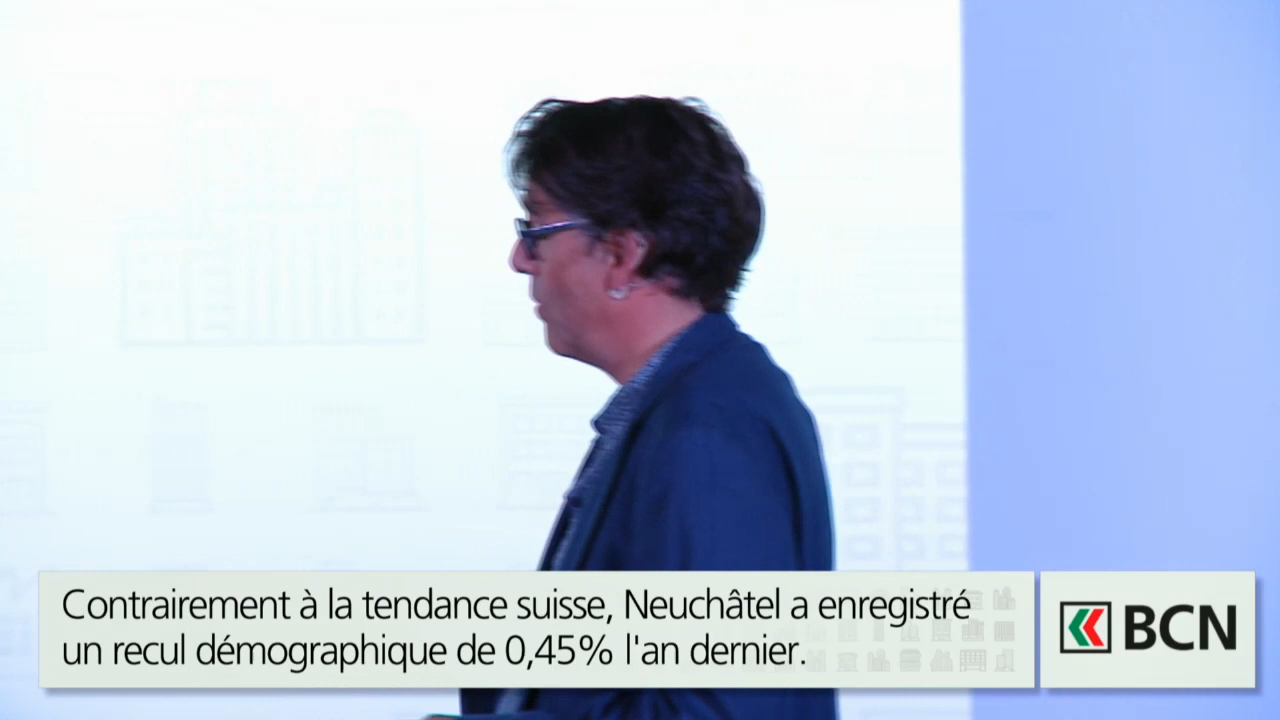 Contrairement à la tendance suisse, Neuchâtel a enregistré
un recul démographique de 0,45% l'an dernier.
BCN